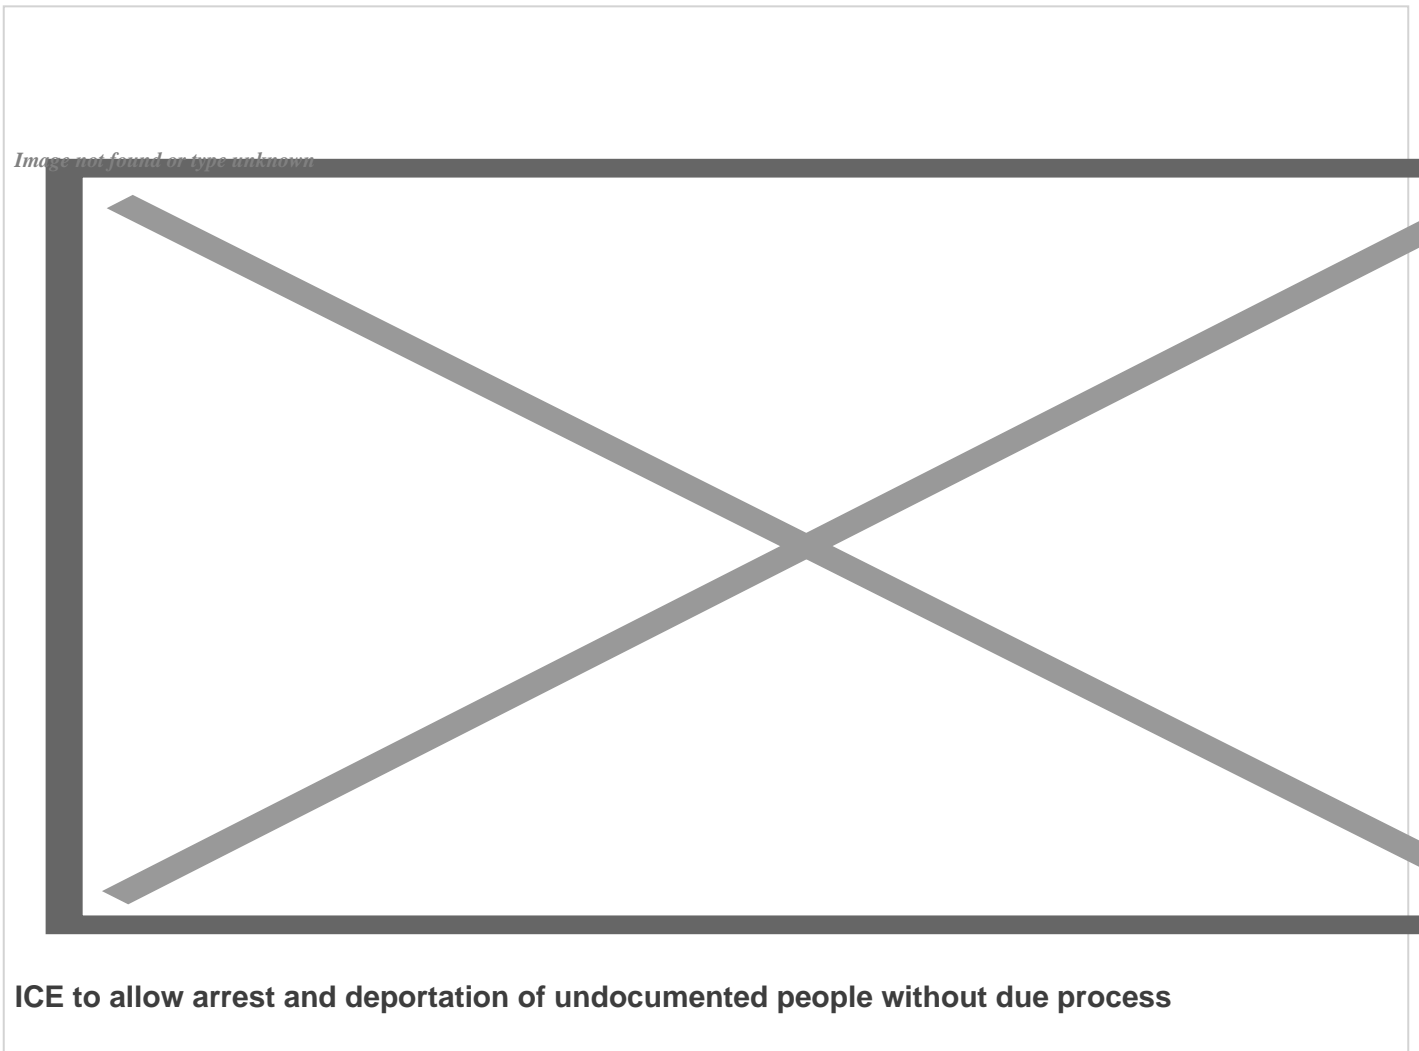 Image not found or type unknown
ICE to allow arrest and deportation of undocumented people without due process